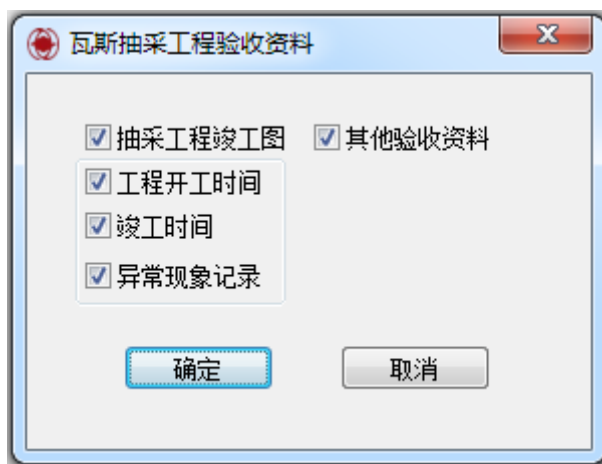 瓦斯抽采工程验收资料
抽采工程竣工图 其他验收资料
工程开工时间
竣工时间
异常现象记录
确定 取消